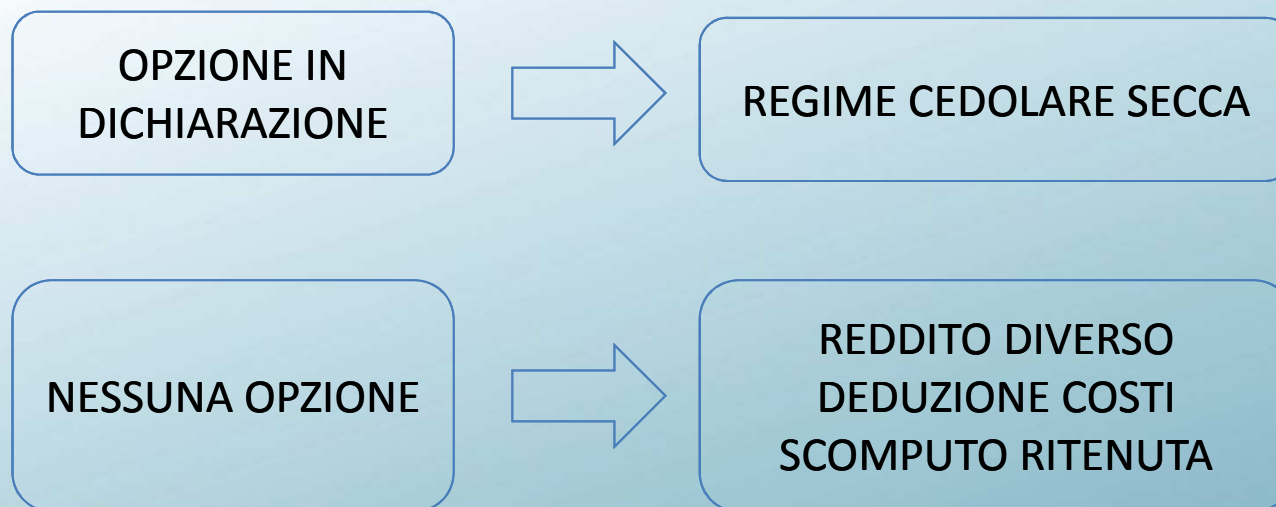 OPZIONE IN
DICHIARAZIONE
REGIME CEDOLARE SECCA
NESSUNA OPZIONE
REDDITO DIVERSO
DEDUZIONE COSTI
SCOMPUTO RITENUTA